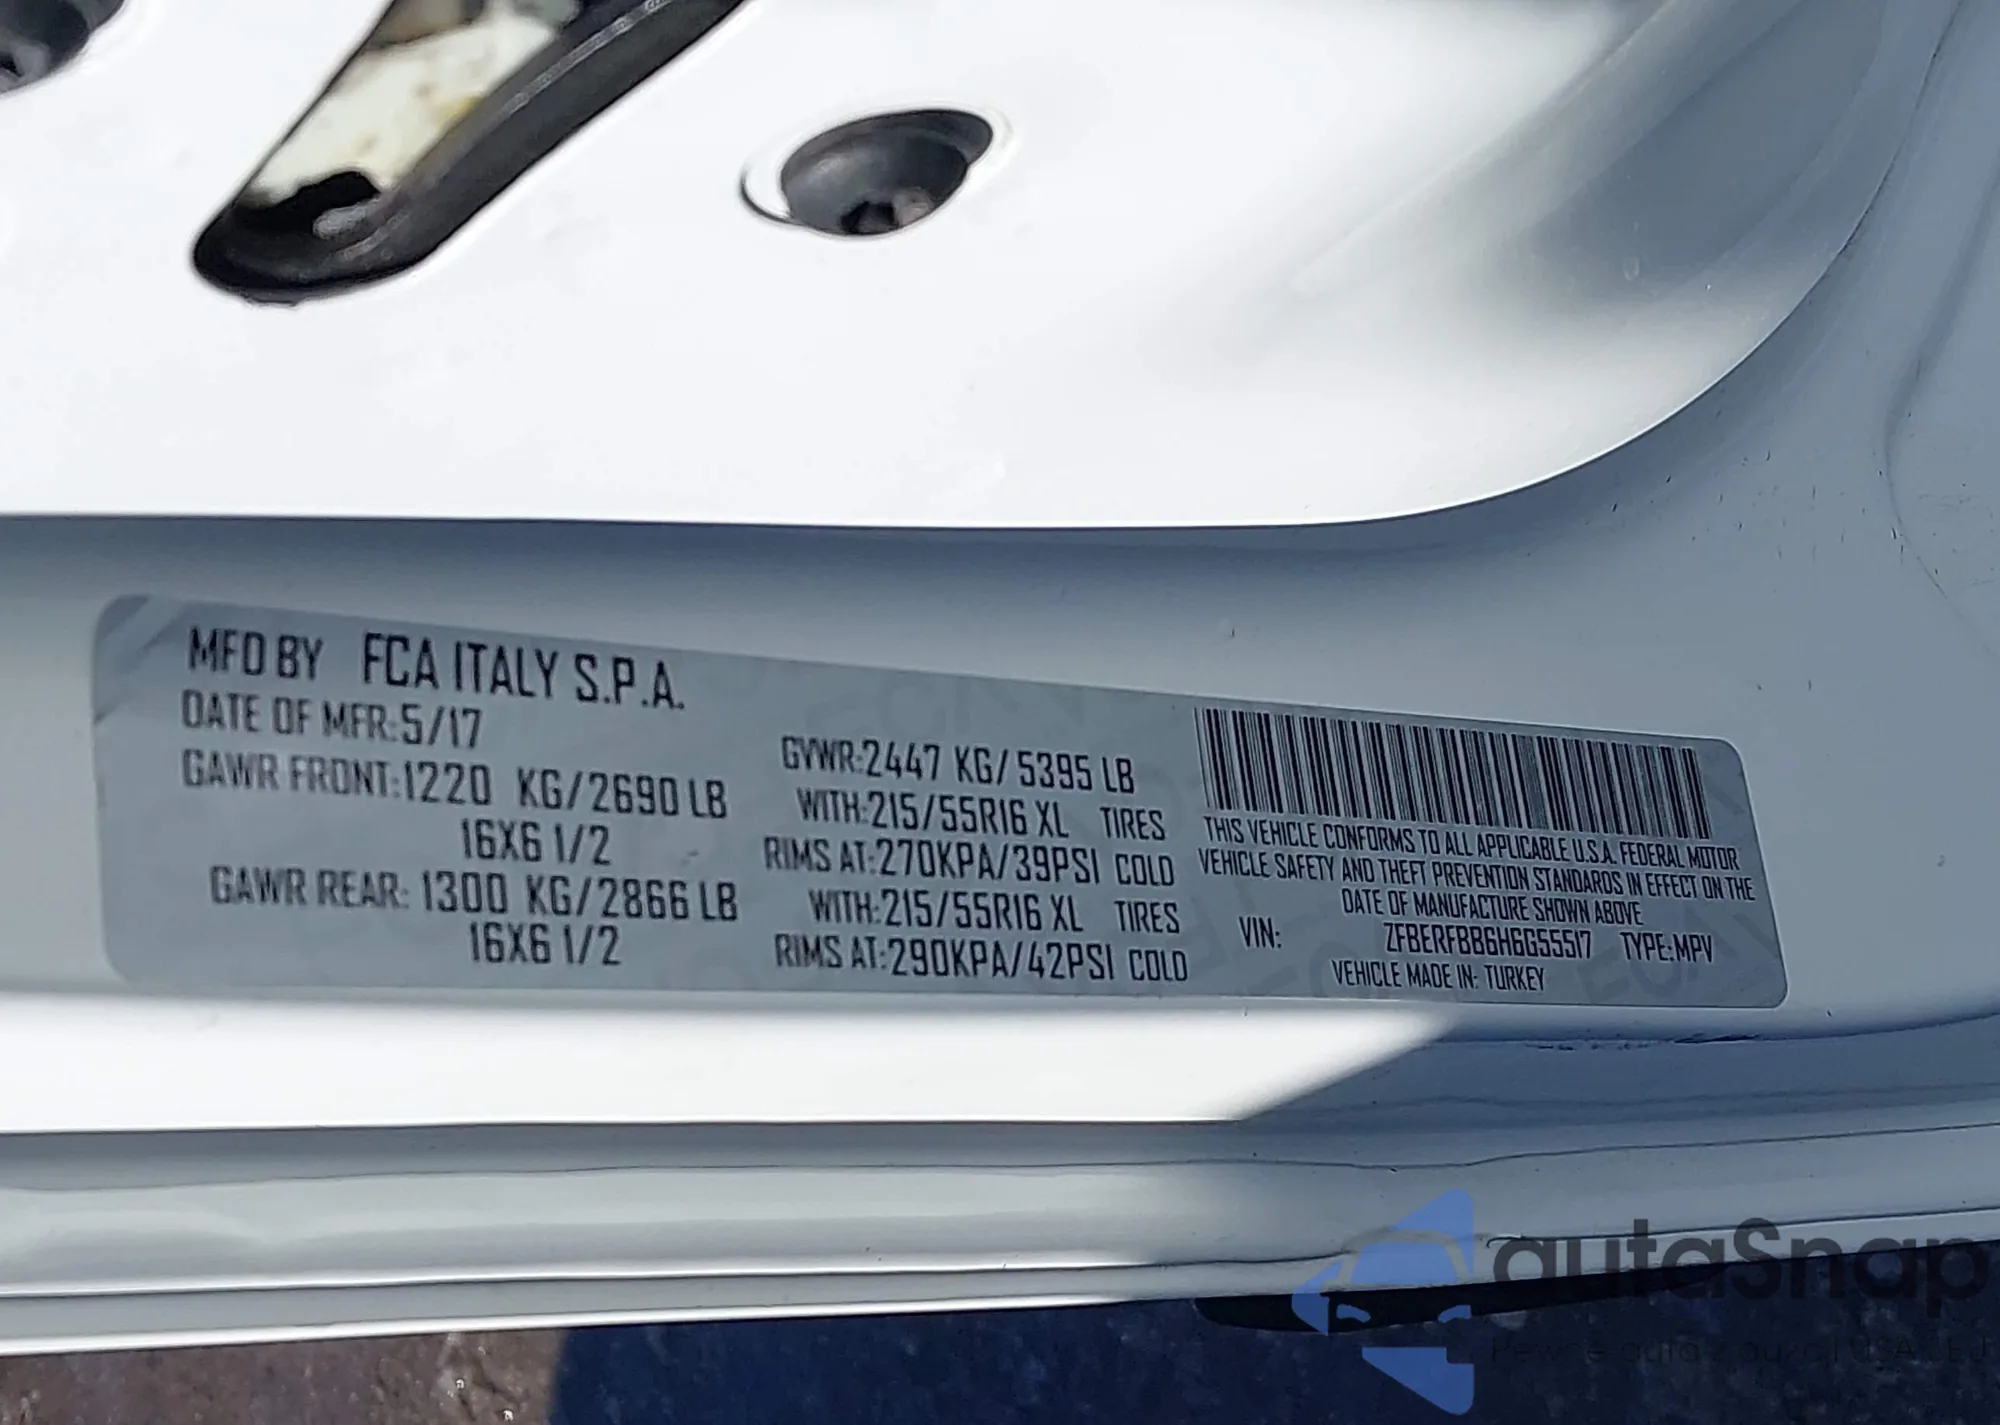 MFD BY FCA ITALY S.P.A.
DATE OF MFR:5/17
GAWR FRONT:1220 KG/2690 LB
16X6 1/2
GAWR REAR: 1300 KG/2866 LB
16X6 1/2
GVWR:2447 KG/ 5395 LB
WITH:215/55R16 XL TIRES
RIMS AT:270KPA/39PSI COLD
WITH:215/55R16 XL TIRES
RIMS AT:290KPA/42PSI COLD
THIS VEHICLE CONFORMS TO ALL APPLICABLE U.S.A. FEDERAL MOTOR
VEHICLE SAFETY AND THEFT PREVENTION STANDARDS IN EFFECT ON THE
DATE OF MANUFACTURE SHOWN ABOVE
VIN: ZFBERFBB6H6G55517 TYPE:MPV
VEHICLE MADE IN: TURKEY
autaSnap
Pewne auta z